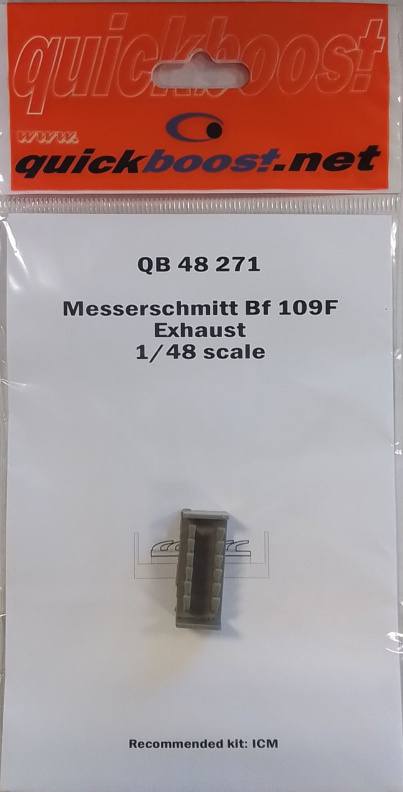 quickboost
www.
quickboost.net
QB 48 271
Messerschmitt Bf 109F
Exhaust
1/48 scale
Recommended kit: ICM